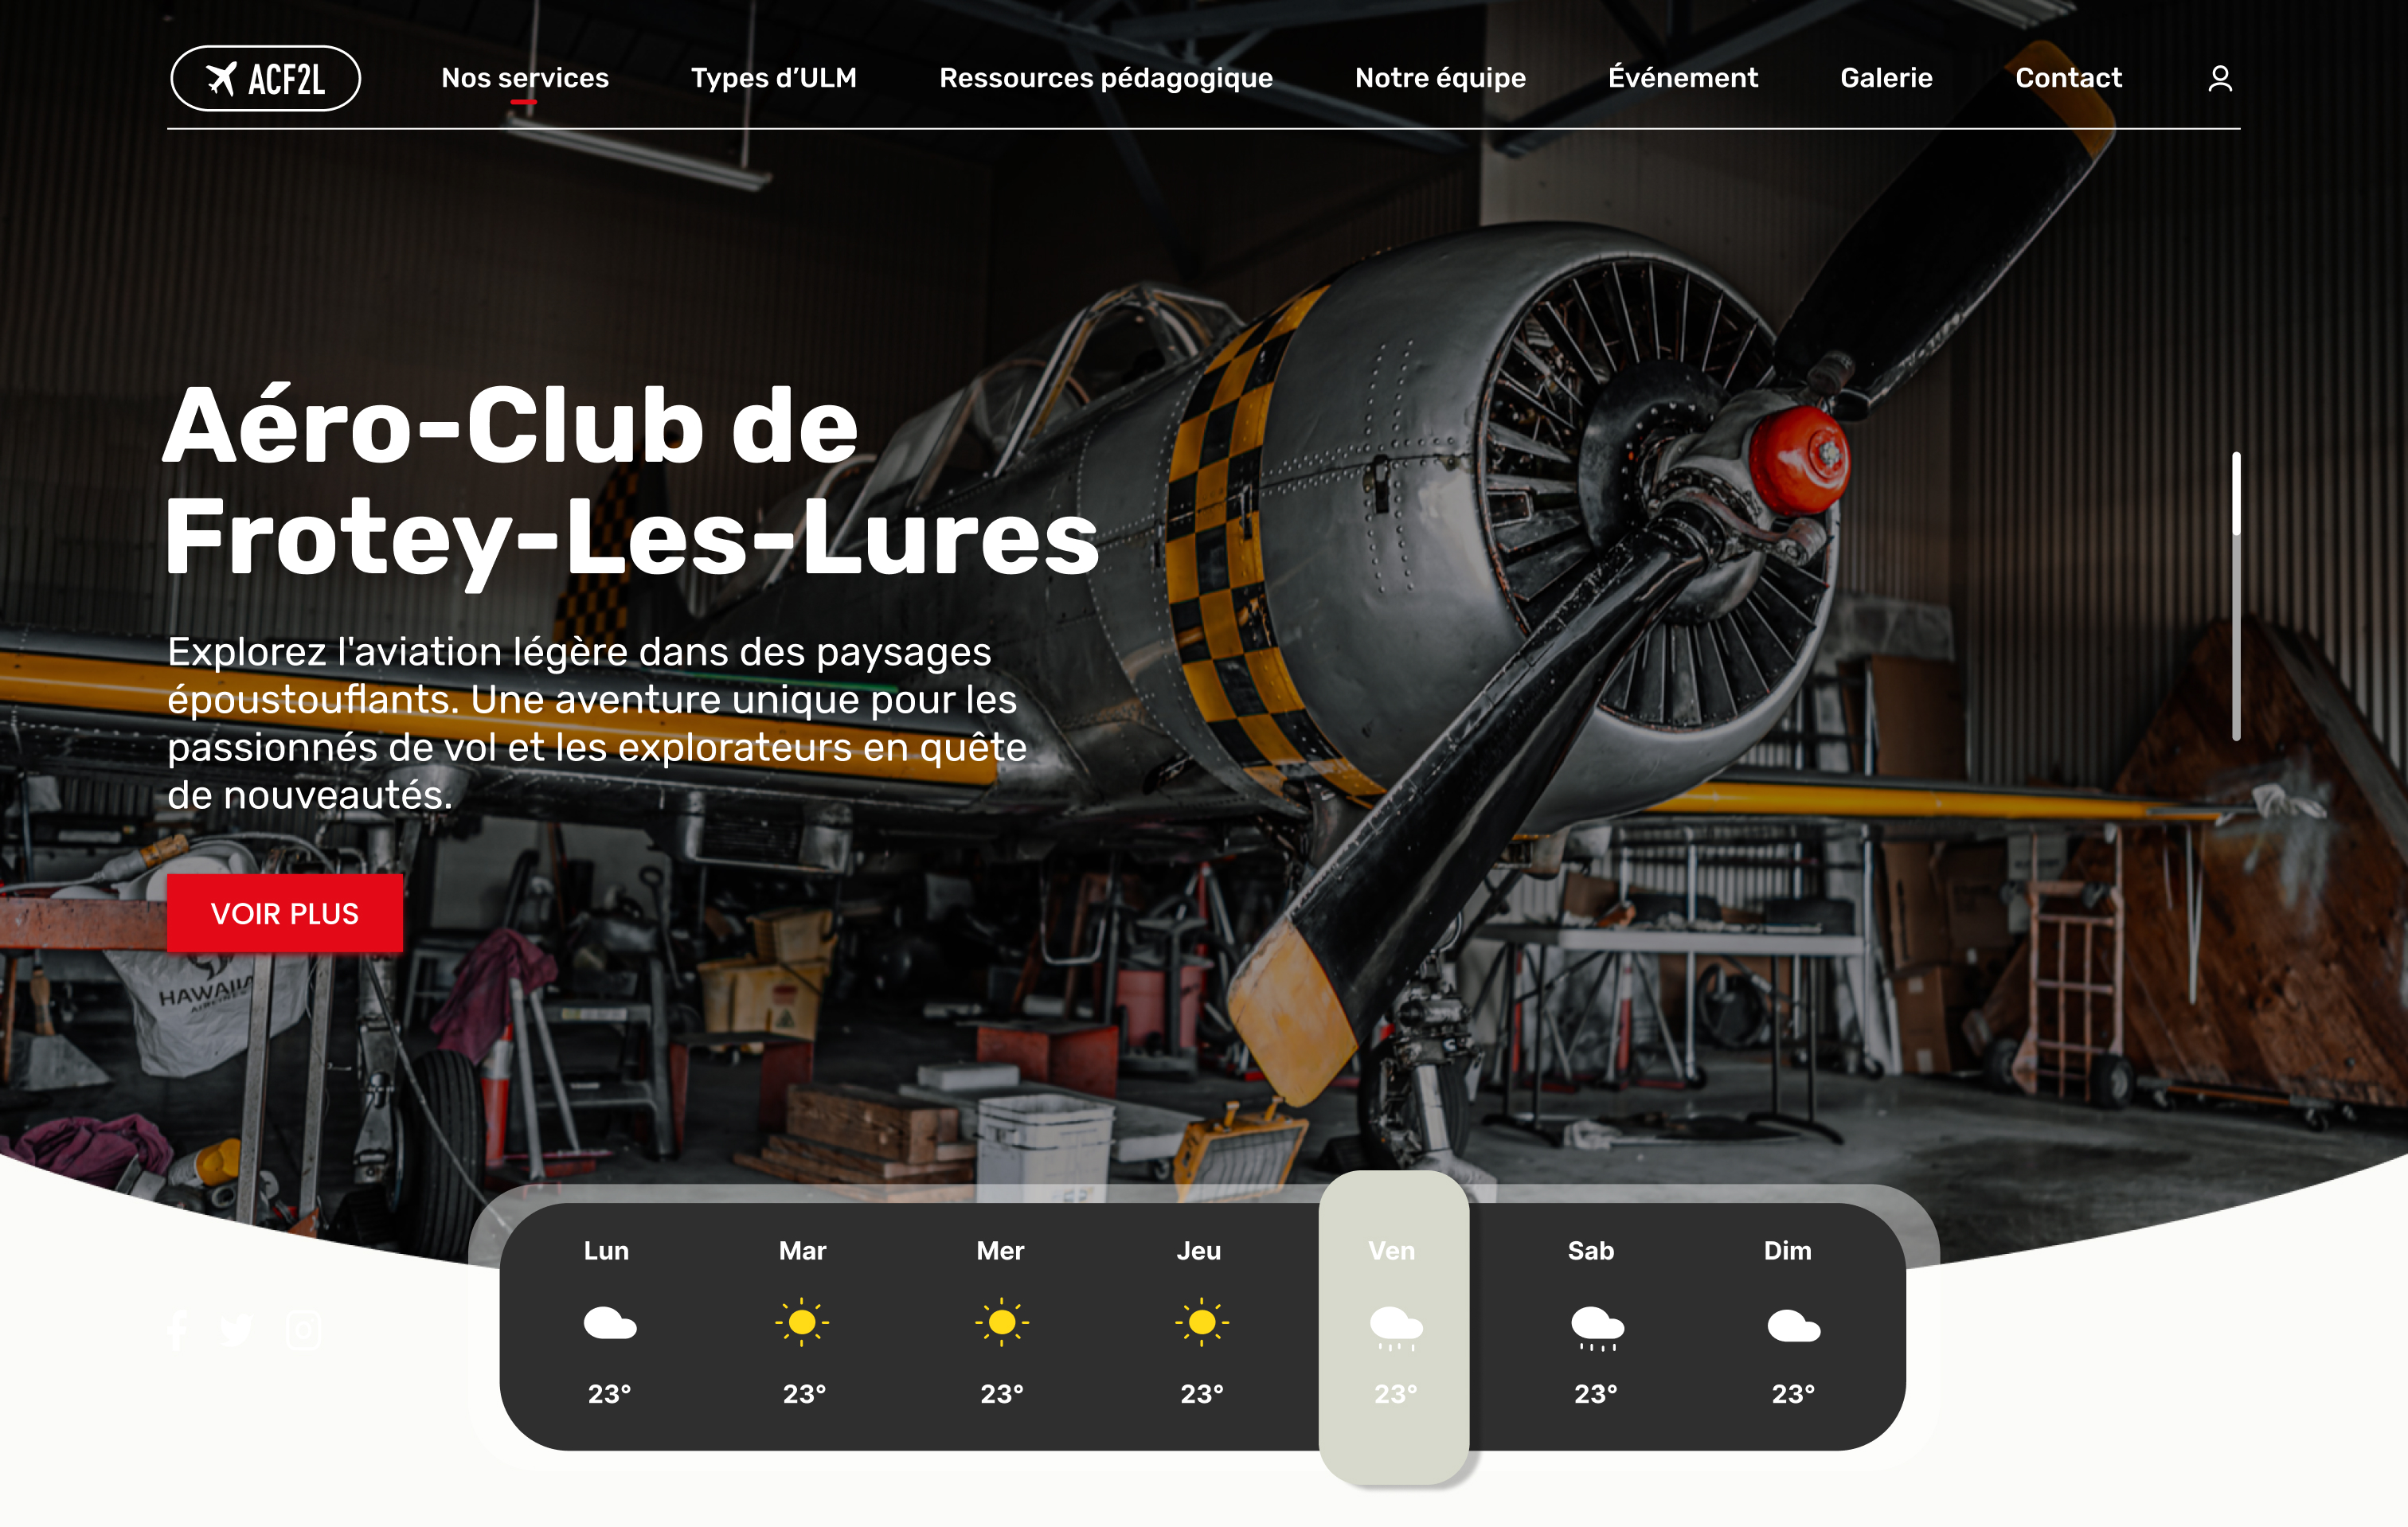 ACF2L
Nos services
Types d’ULM
Ressources pédagogique
Notre équipe
Événement
Galerie
Contact
Aéro-Club de
Frotey-Les-Lures
Explorez l'aviation légère dans des paysages
époustouflants. Une aventure unique pour les
passionnés de vol et les explorateurs en quête
de nouveautés.
VOIR PLUS
HAWAIIA
AIRLINES
Lun
Mar
Mer
Jeu
Ven
Sab
Dim
23°
23°
23°
23°
23°
23°
23°